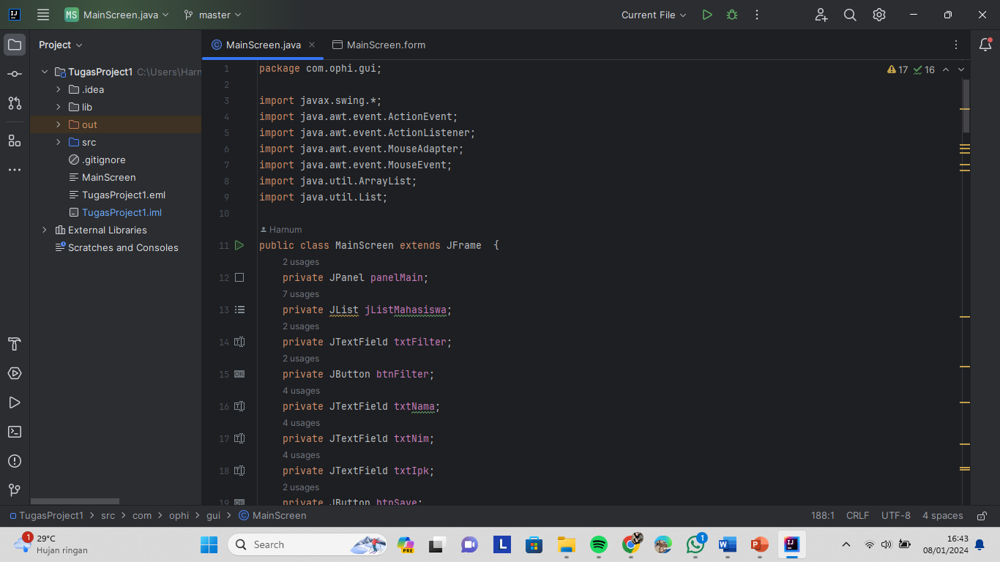 MS MainScreen.java master Current File
Project
MainScreen.java
MainScreen.form
TugasProject1 C:\Users\Harn
.idea
lib
out
src
.gitignore
MainScreen
TugasProject1.eml
TugasProject1.iml
External Libraries
Scratches and Consoles
17 16
1 package com.ophi.gui;
2
3 import javax.swing.*;
4 import java.awt.event.ActionEvent;
5 import java.awt.event.ActionListener;
6 import java.awt.event.MouseAdapter;
7 import java.awt.event.MouseEvent;
8 import java.util.ArrayList;
9 import java.util.List;
10
Harnum
11 public class MainScreen extends JFrame  {
2 usages
12 private JPanel panelMain;
7 usages
13 private JList jListMahasiswa;
2 usages
14 private JTextField txtFilter;
2 usages
15 private JButton btnFilter;
4 usages
16 private JTextField txtNama;
4 usages
17 private JTextField txtNim;
4 usages
18 private JTextField txtIpk;
2 usages
19 private JButton btnSave;
TugasProject1 > src > com > ophi > gui > MainScreen
188:1 CRLF UTF-8 4 spaces
1
29°C
Hujan ringan
Search
PRE
L
1
16:43
08/01/2024